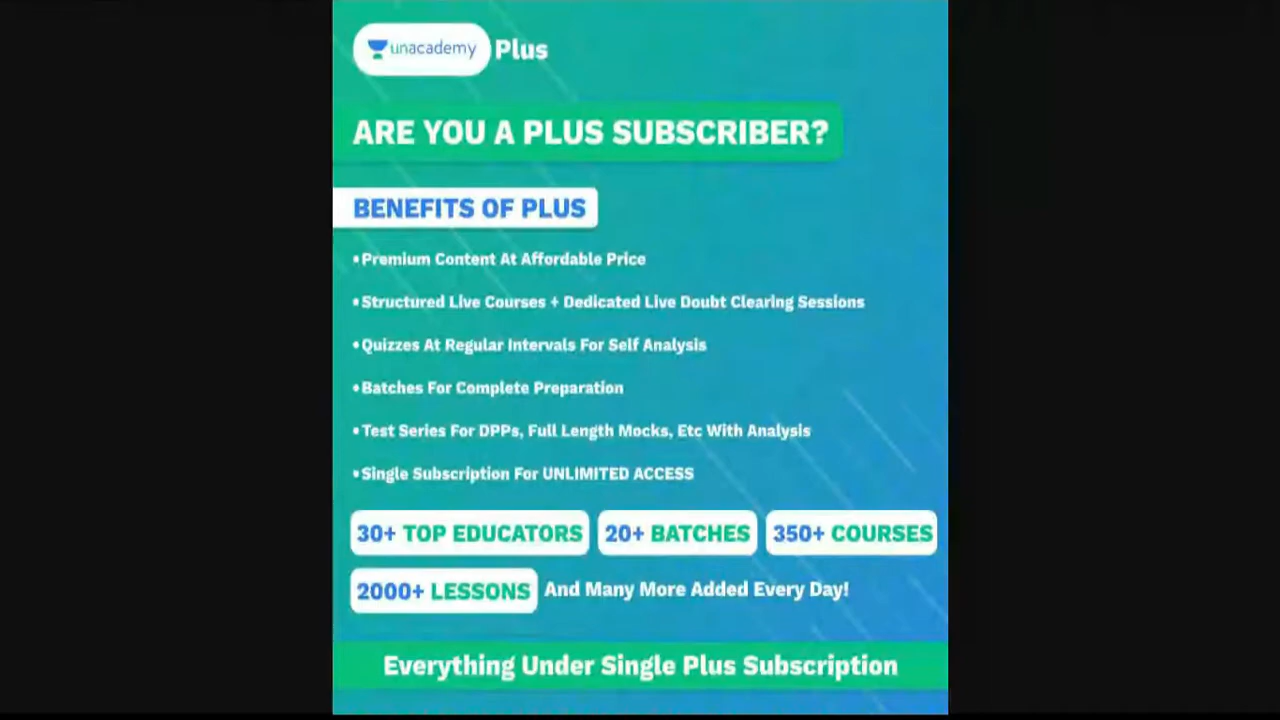 unacademy Plus
ARE YOU A PLUS SUBSCRIBER?
BENEFITS OF PLUS
•Premium Content At Affordable Price
•Structured Live Courses + Dedicated Live Doubt Clearing Sessions
•Quizzes At Regular Intervals For Self Analysis
•Batches For Complete Preparation
•Test Series For DPPs, Full Length Mocks, Etc With Analysis
•Single Subscription For UNLIMITED ACCESS
30+ TOP EDUCATORS 20+ BATCHES 350+ COURSES
2000+ LESSONS And Many More Added Every Day!
Everything Under Single Plus Subscription